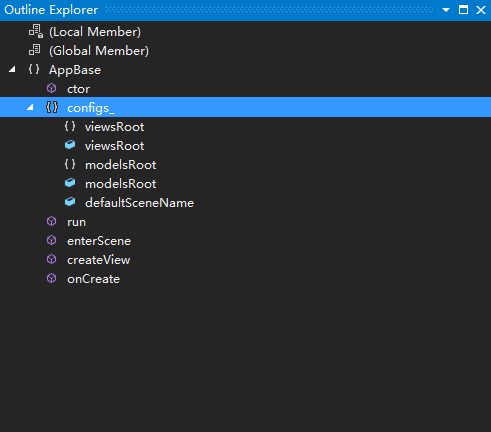 Outline Explorer
(Local Member)
(Global Member)
AppBase
ctor
configs_
viewsRoot
viewsRoot
modelsRoot
modelsRoot
defaultSceneName
run
enterScene
createView
onCreate